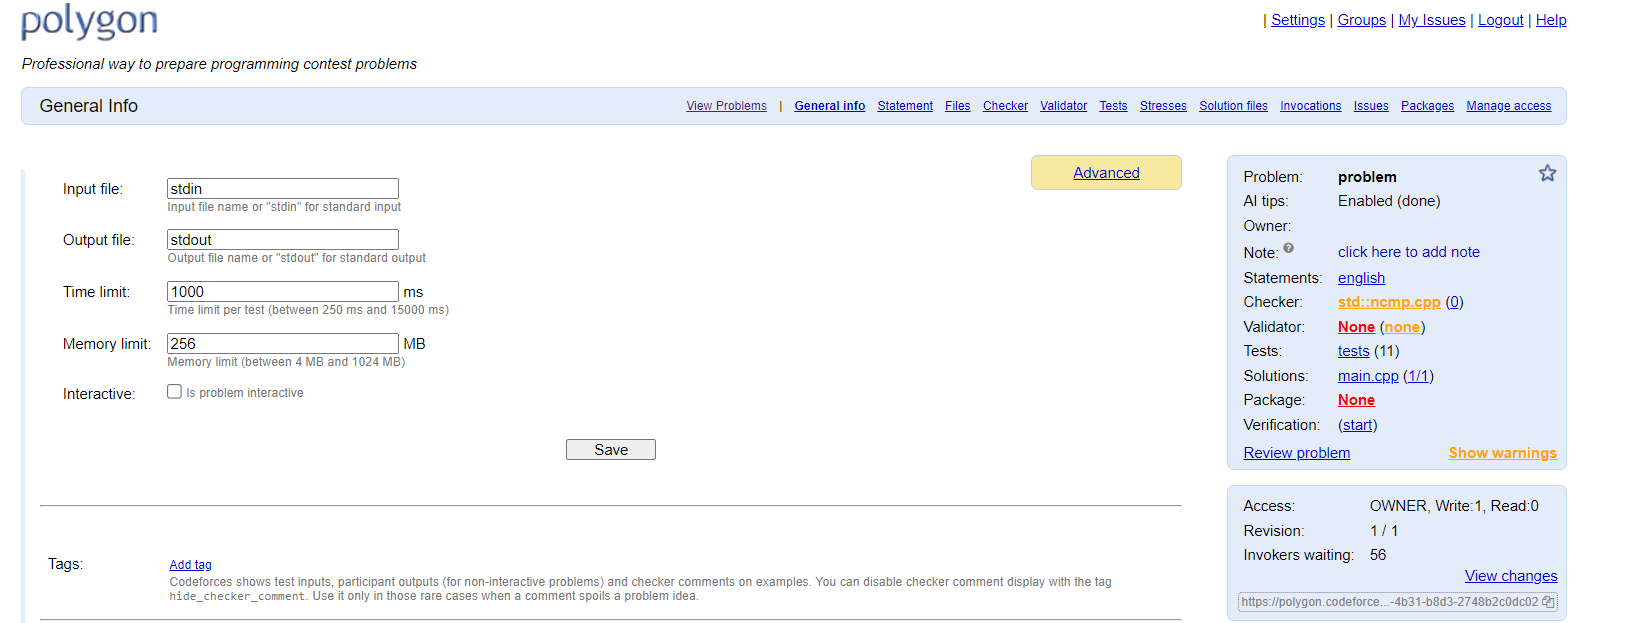 polygon
| Settings | Groups | My Issues | Logout | Help
Professional way to prepare programming contest problems
General Info
View Problems | General info Statement Files Checker Validator Tests Stresses Solution files Invocations Issues Packages Manage access
Advanced
Input file: stdin
Input file name or "stdin" for standard input
Output file: stdout
Output file name or "stdout" for standard output
Time limit: 1000 ms
Time limit per test (between 250 ms and 15000 ms)
Memory limit: 256 MB
Memory limit (between 4 MB and 1024 MB)
Interactive: Is problem interactive
Save
Tags: Add tag
Codeforces shows test inputs, participant outputs (for non-interactive problems) and checker comments on examples. You can disable checker comment display with the tag
hide_checker_comment. Use it only in those rare cases when a comment spoils a problem idea.
Problem: problem
AI tips: Enabled (done)
Owner:
Note: ? click here to add note
Statements: english
Checker: std::ncmp.cpp (0)
Validator: None (none)
Tests: tests (11)
Solutions: main.cpp (1/1)
Package: None
Verification: (start)
Review problem Show warnings
Access: OWNER, Write:1, Read:0
Revision: 1 / 1
Invokers waiting: 56
View changes
https://polygon.codeforce...-4b31-b8d3-2748b2c0dc02